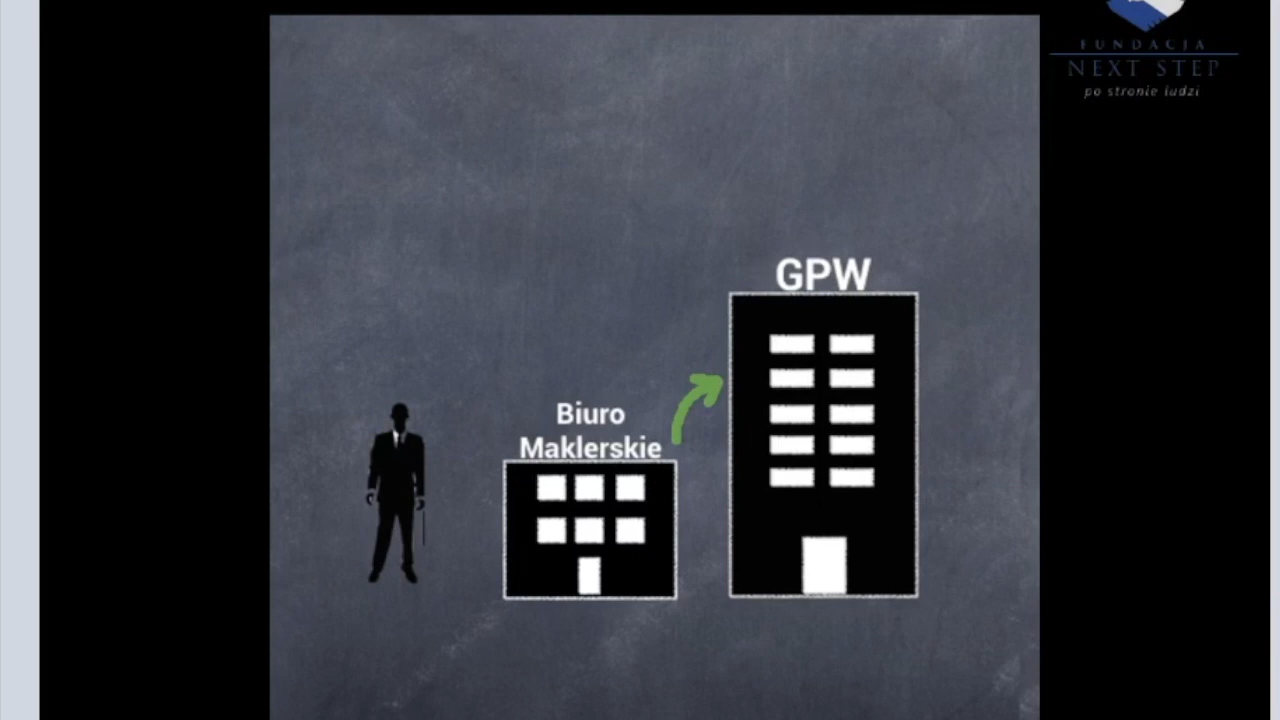 FUNDACJA
NEXT STEP
po stronie ludzi
GPW
Biuro
Maklerskie